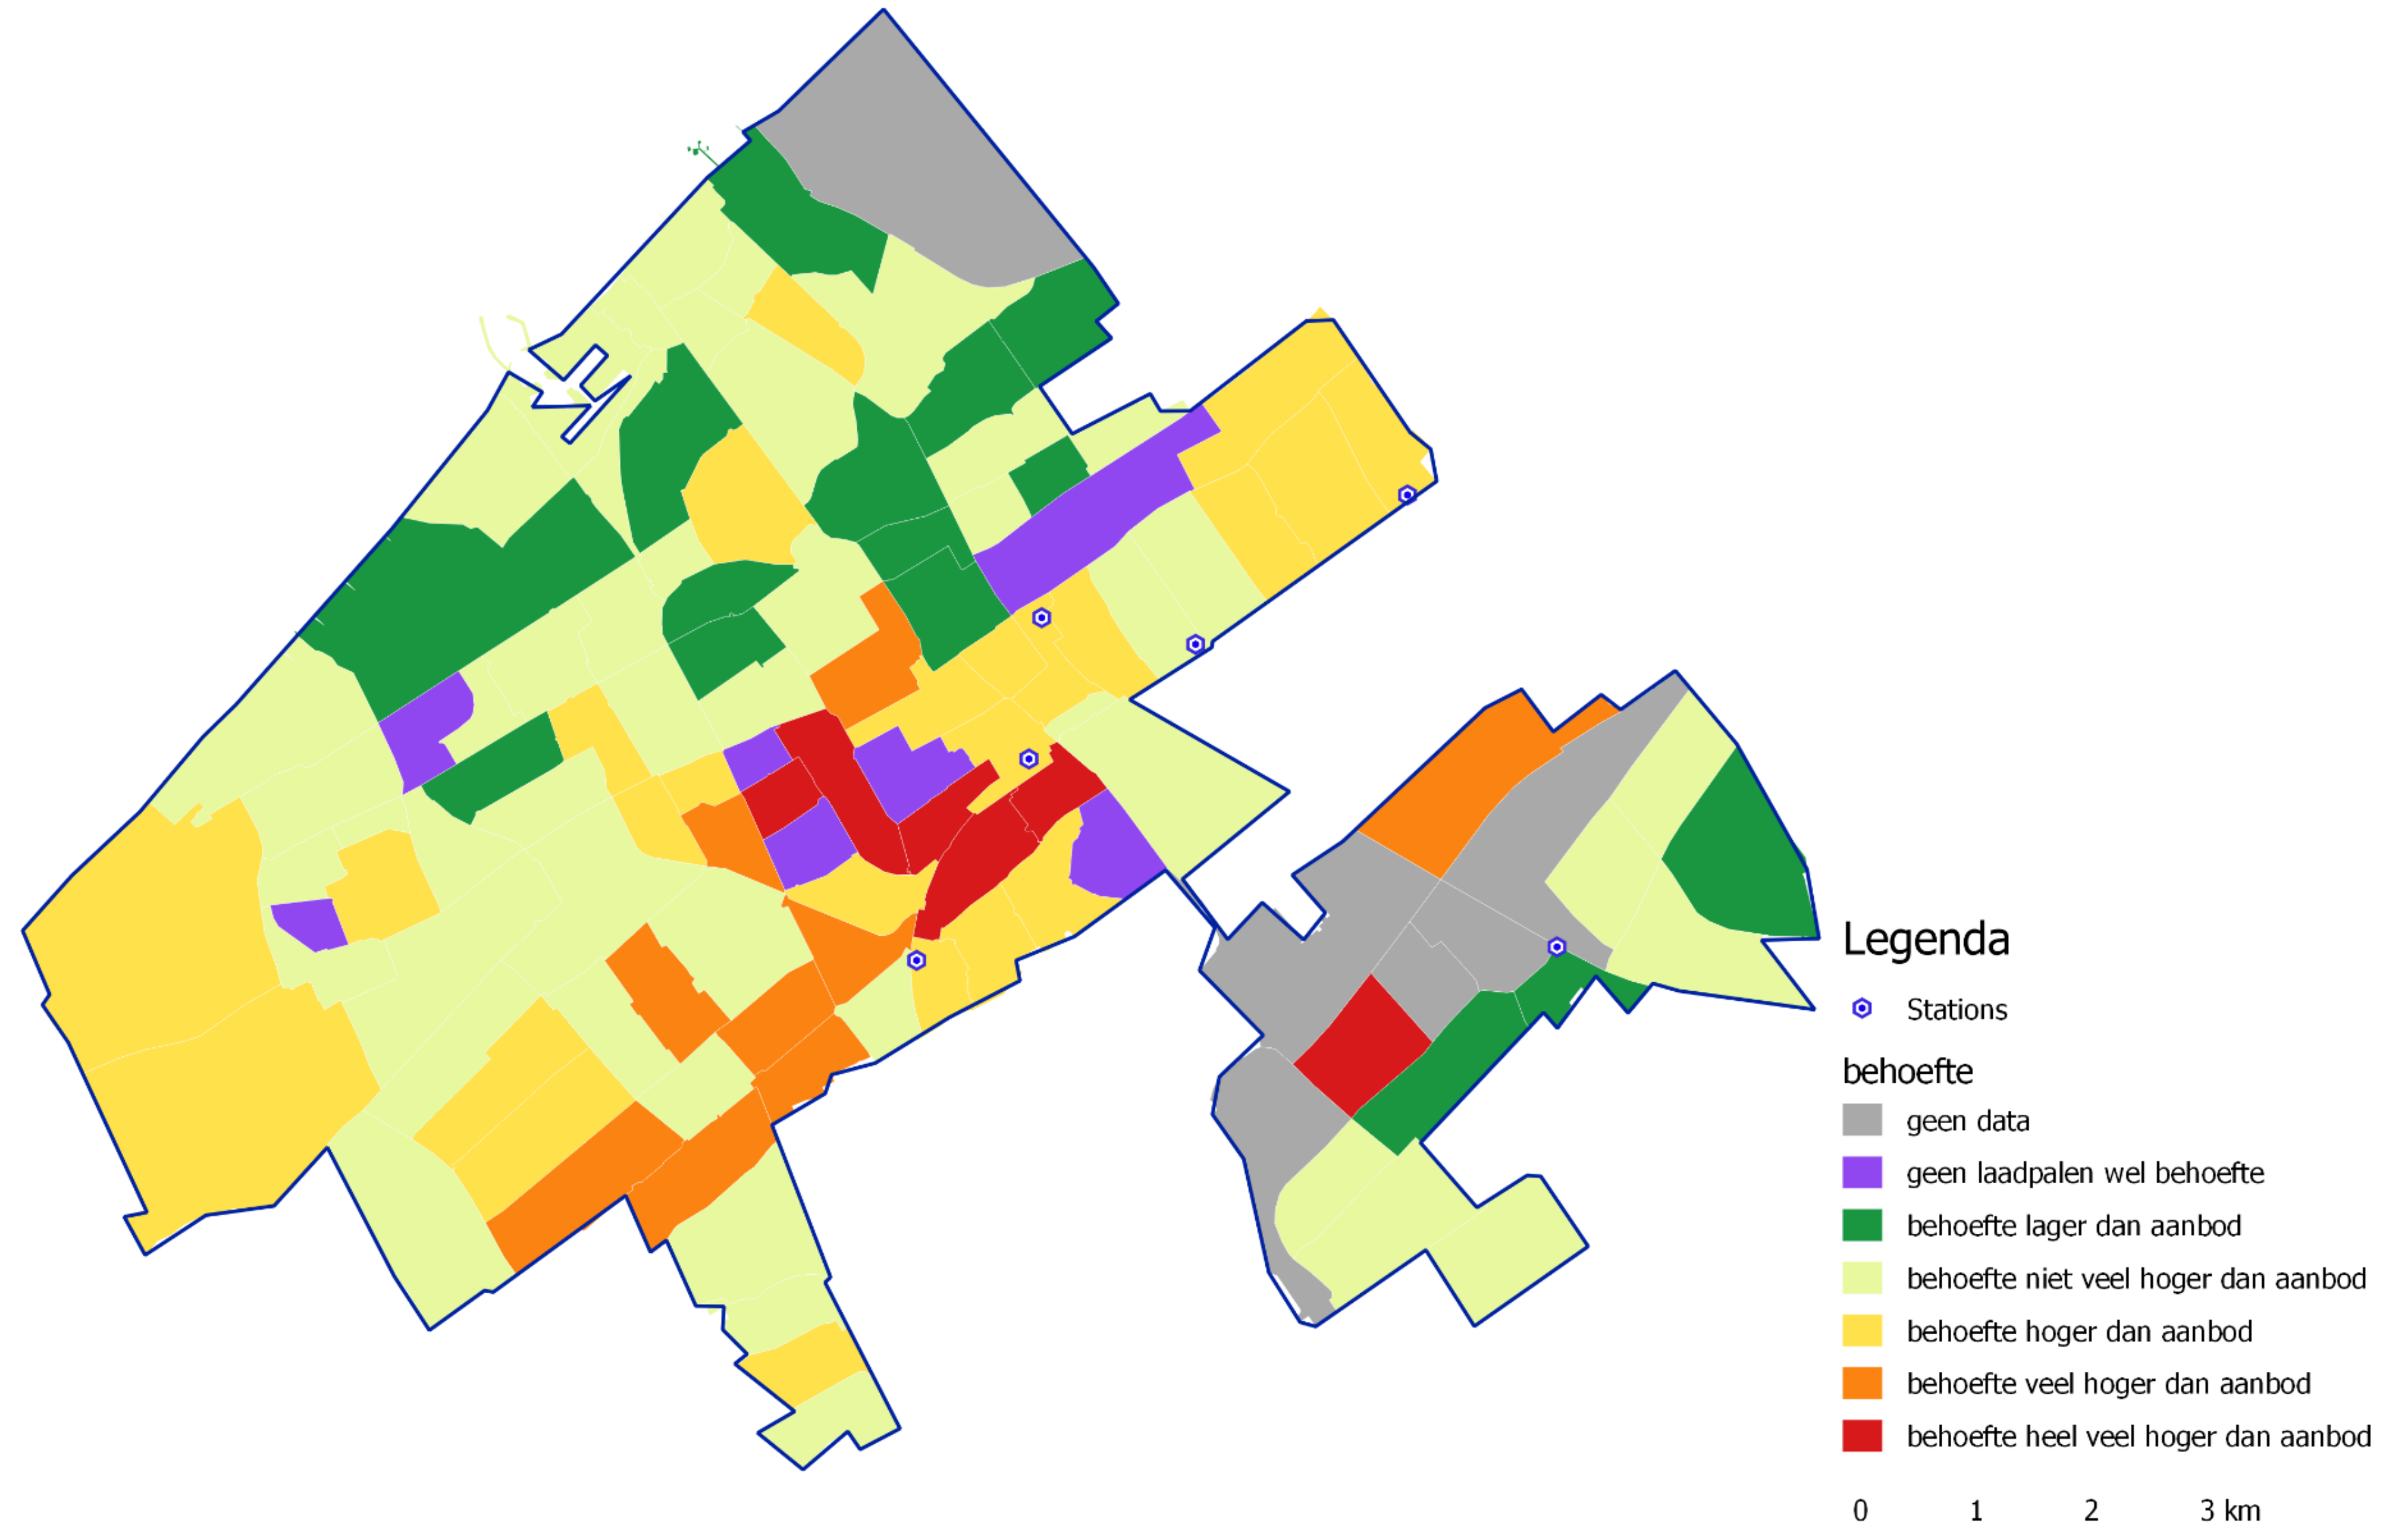 Legenda
Stations
behoefte
geen data
geen laadpalen wel behoefte
behoefte lager dan aanbod
behoefte niet veel hoger dan aanbod
behoefte hoger dan aanbod
behoefte veel hoger dan aanbod
behoefte heel veel hoger dan aanbod
0 1 2 3 km